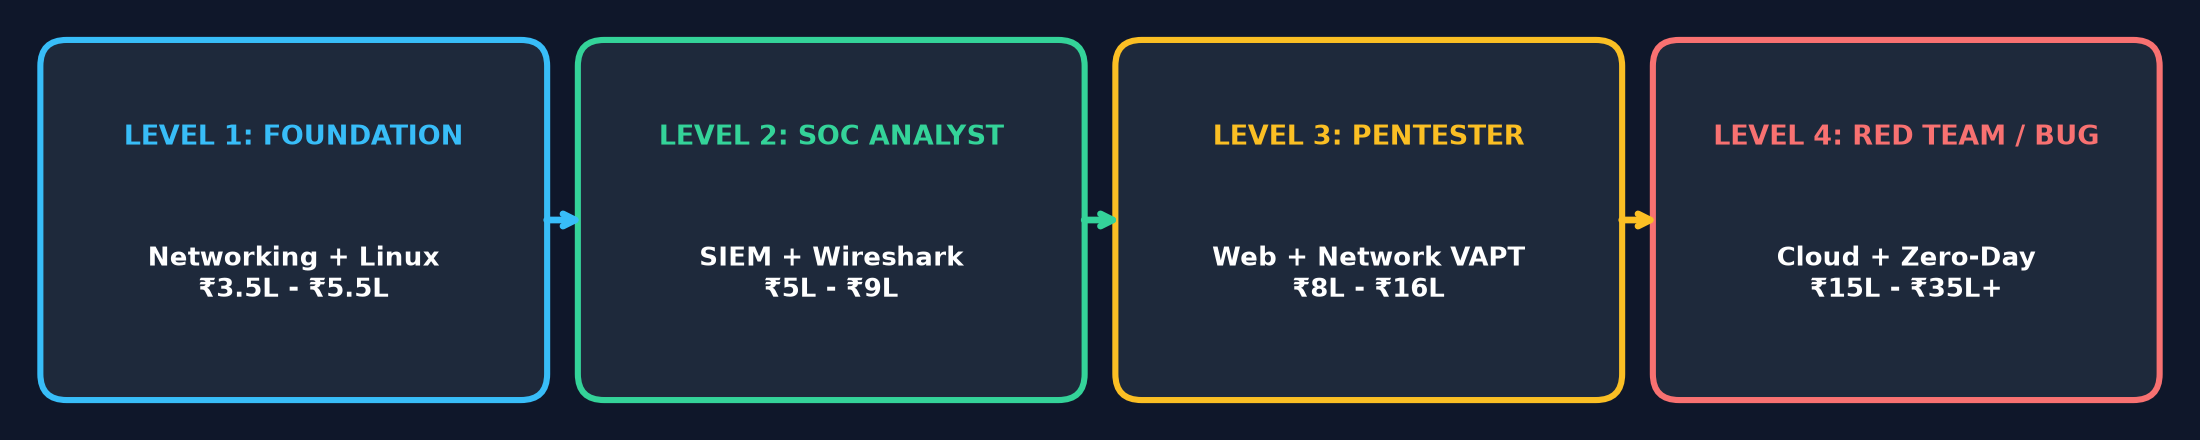 LEVEL 1: FOUNDATION
Networking + Linux
₹3.5L - ₹5.5L
LEVEL 2: SOC ANALYST
SIEM + Wireshark
₹5L - ₹9L
LEVEL 3: PENTESTER
Web + Network VAPT
₹8L - ₹16L
LEVEL 4: RED TEAM / BUG
Cloud + Zero-Day
₹15L - ₹35L+